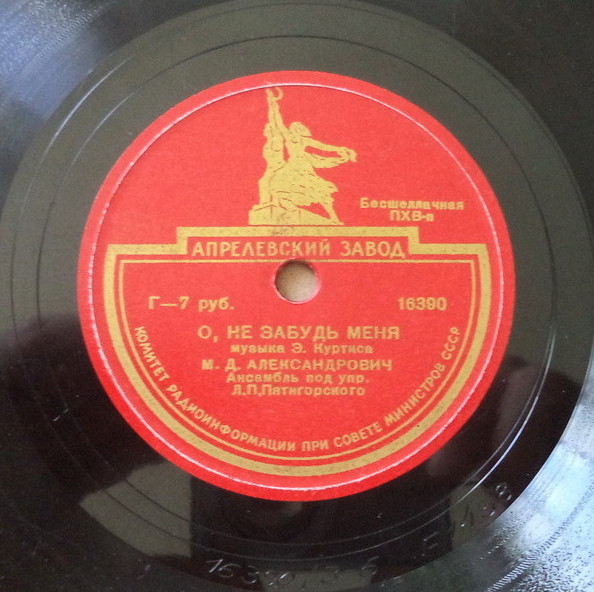 Бесшеллачная
ПХВ-п
АПРЕЛЕВСКИЙ ЗАВОД
Г—7 руб. 16390
О, НЕ ЗАБУДЬ МЕНЯ
музыка Э. Куртиса
М. Д. АЛЕКСАНДРОВИЧ
Ансамбль под упр.
Л.П.Пятигорского
КОМИТЕТ РАДИОИНФОРМАЦИИ ПРИ СОВЕТЕ МИНИСТРОВ СССР